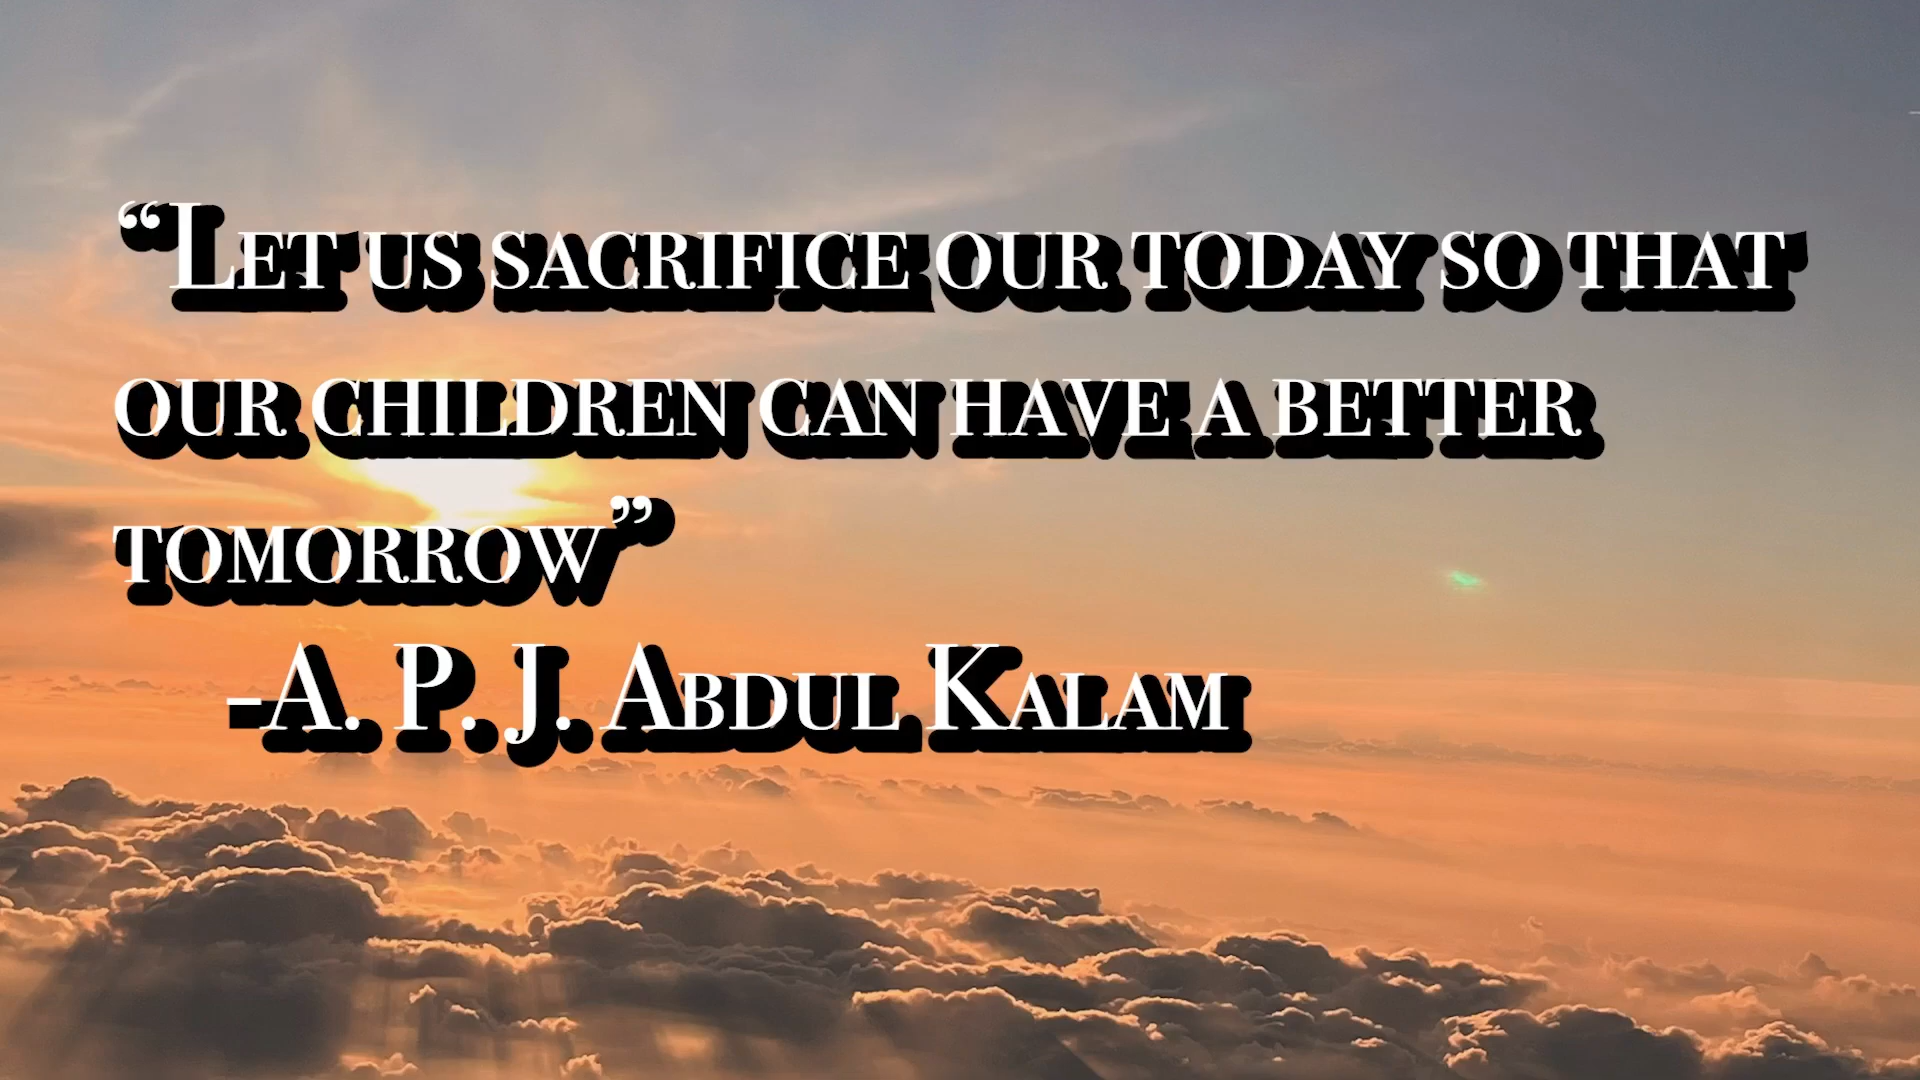 “Let us sacrifice our today so that
our children can have a better
tomorrow”
-A. P. J. Abdul Kalam